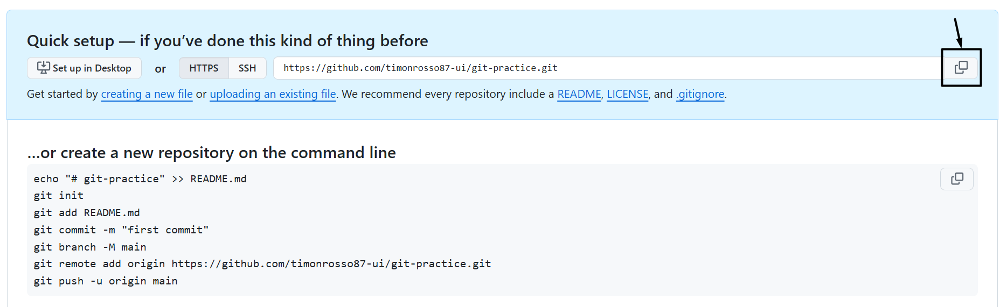 Quick setup — if you’ve done this kind of thing before
Set up in Desktop or HTTPS SSH https://github.com/timonrosso87-ui/git-practice.git
Get started by creating a new file or uploading an existing file. We recommend every repository include a README, LICENSE, and .gitignore.
…or create a new repository on the command line
echo "# git-practice" >> README.md
git init
git add README.md
git commit -m "first commit"
git branch -M main
git remote add origin https://github.com/timonrosso87-ui/git-practice.git
git push -u origin main